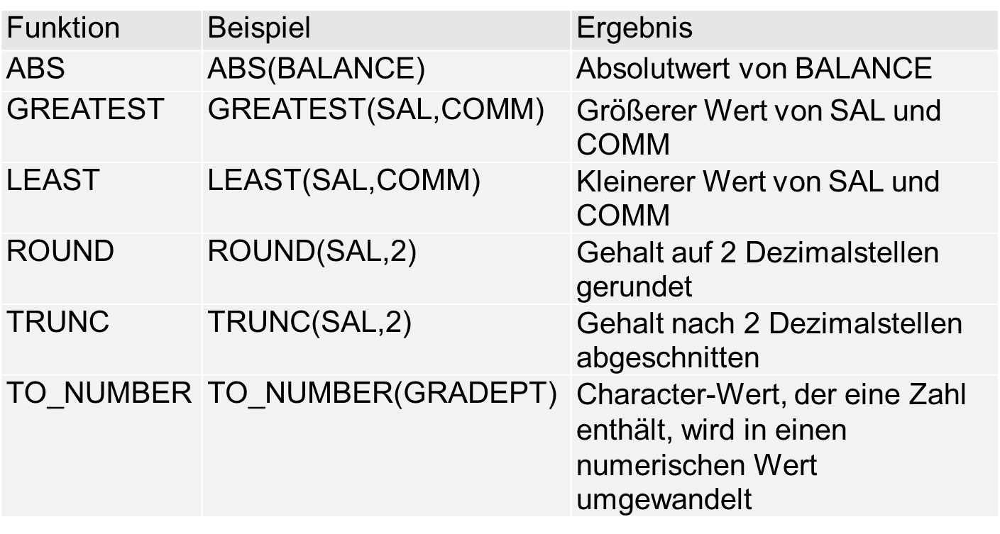 Funktion Beispiel Ergebnis
ABS ABS(BALANCE) Absolutwert von BALANCE
GREATEST GREATEST(SAL,COMM) Größerer Wert von SAL und
COMM
LEAST LEAST(SAL,COMM) Kleinerer Wert von SAL und
COMM
ROUND ROUND(SAL,2) Gehalt auf 2 Dezimalstellen
gerundet
TRUNC TRUNC(SAL,2) Gehalt nach 2 Dezimalstellen
abgeschnitten
TO_NUMBER TO_NUMBER(GRADEPT) Character-Wert, der eine Zahl
enthält, wird in einen
numerischen Wert
umgewandelt